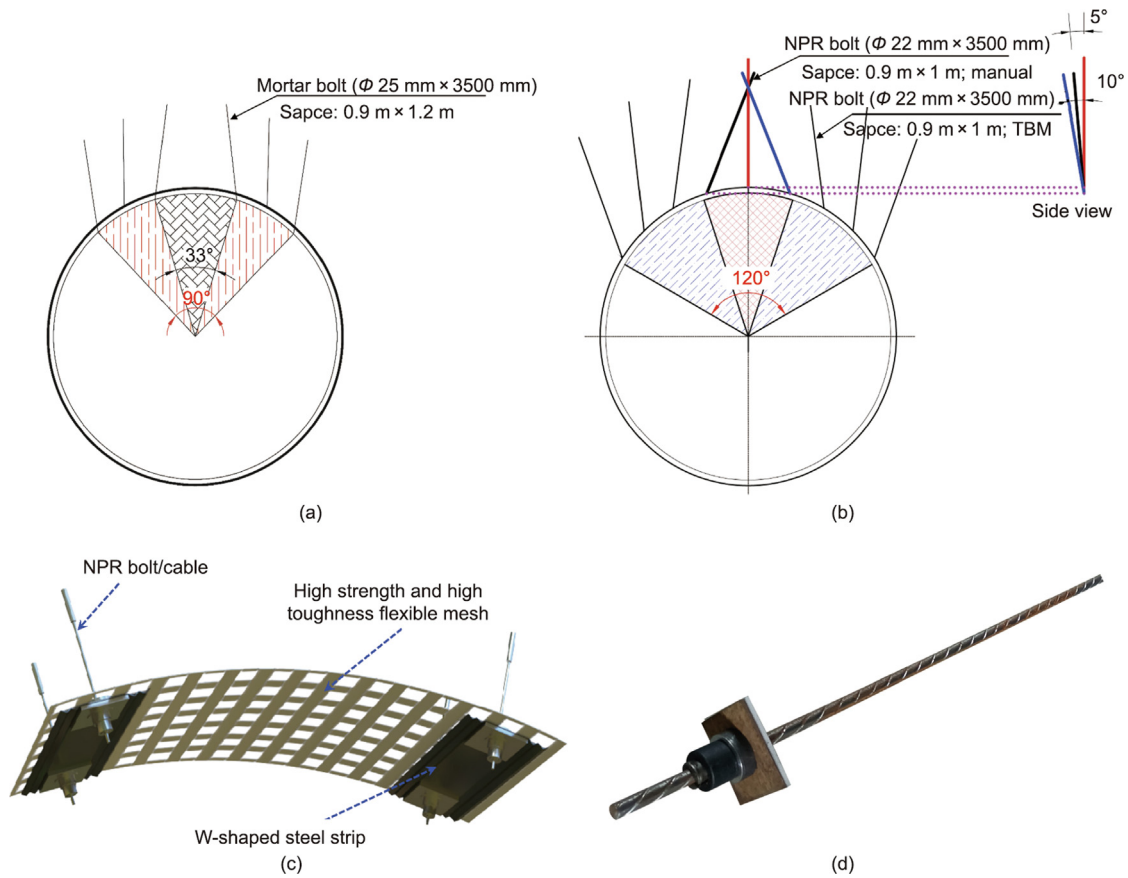 Mortar bolt (Φ 25 mm × 3500 mm)
Sapce: 0.9 m × 1.2 m
33°
90°
(a)
NPR bolt (Φ 22 mm × 3500 mm)
Sapce: 0.9 m × 1 m; manual
NPR bolt (Φ 22 mm × 3500 mm)
Sapce: 0.9 m × 1 m; TBM
5°
10°
Side view
120°
(b)
NPR bolt/cable
High strength and high
toughness flexible mesh
W-shaped steel strip
(c)
(d)